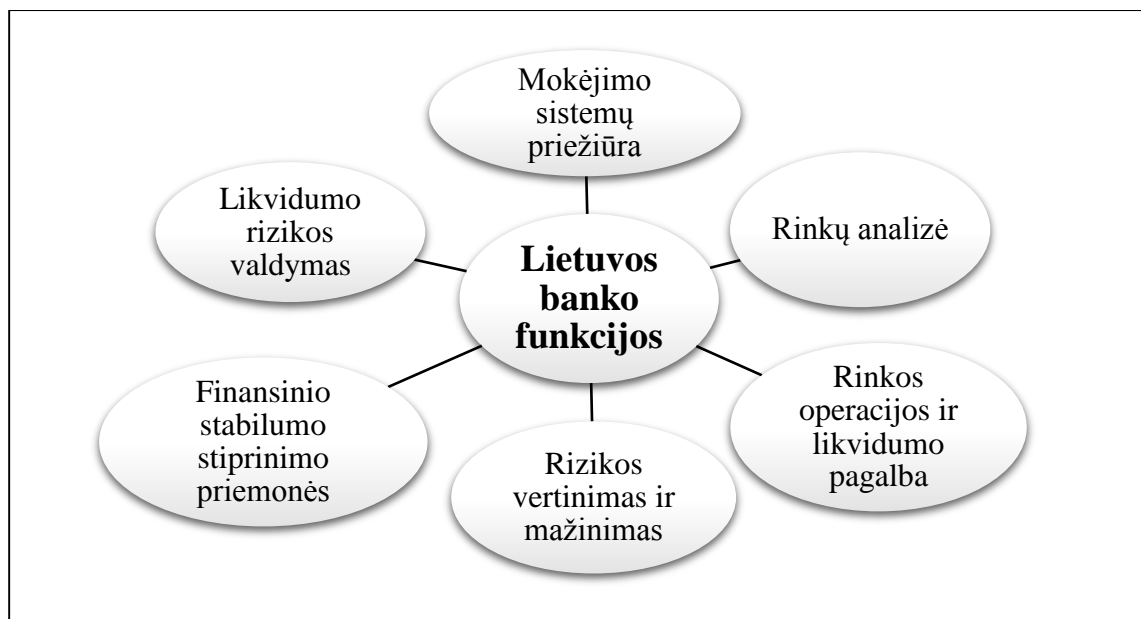 Mokėjimo
sistemų
priežiūra
Likvidumo
rizikos
valdymas
Rinkų analizė
Lietuvos
banko
funkcijos
Finansinio
stabilumo
stiprinimo
priemonės
Rinkos
operacijos ir
likvidumo
pagalba
Rizikos
vertinimas ir
mažinimas